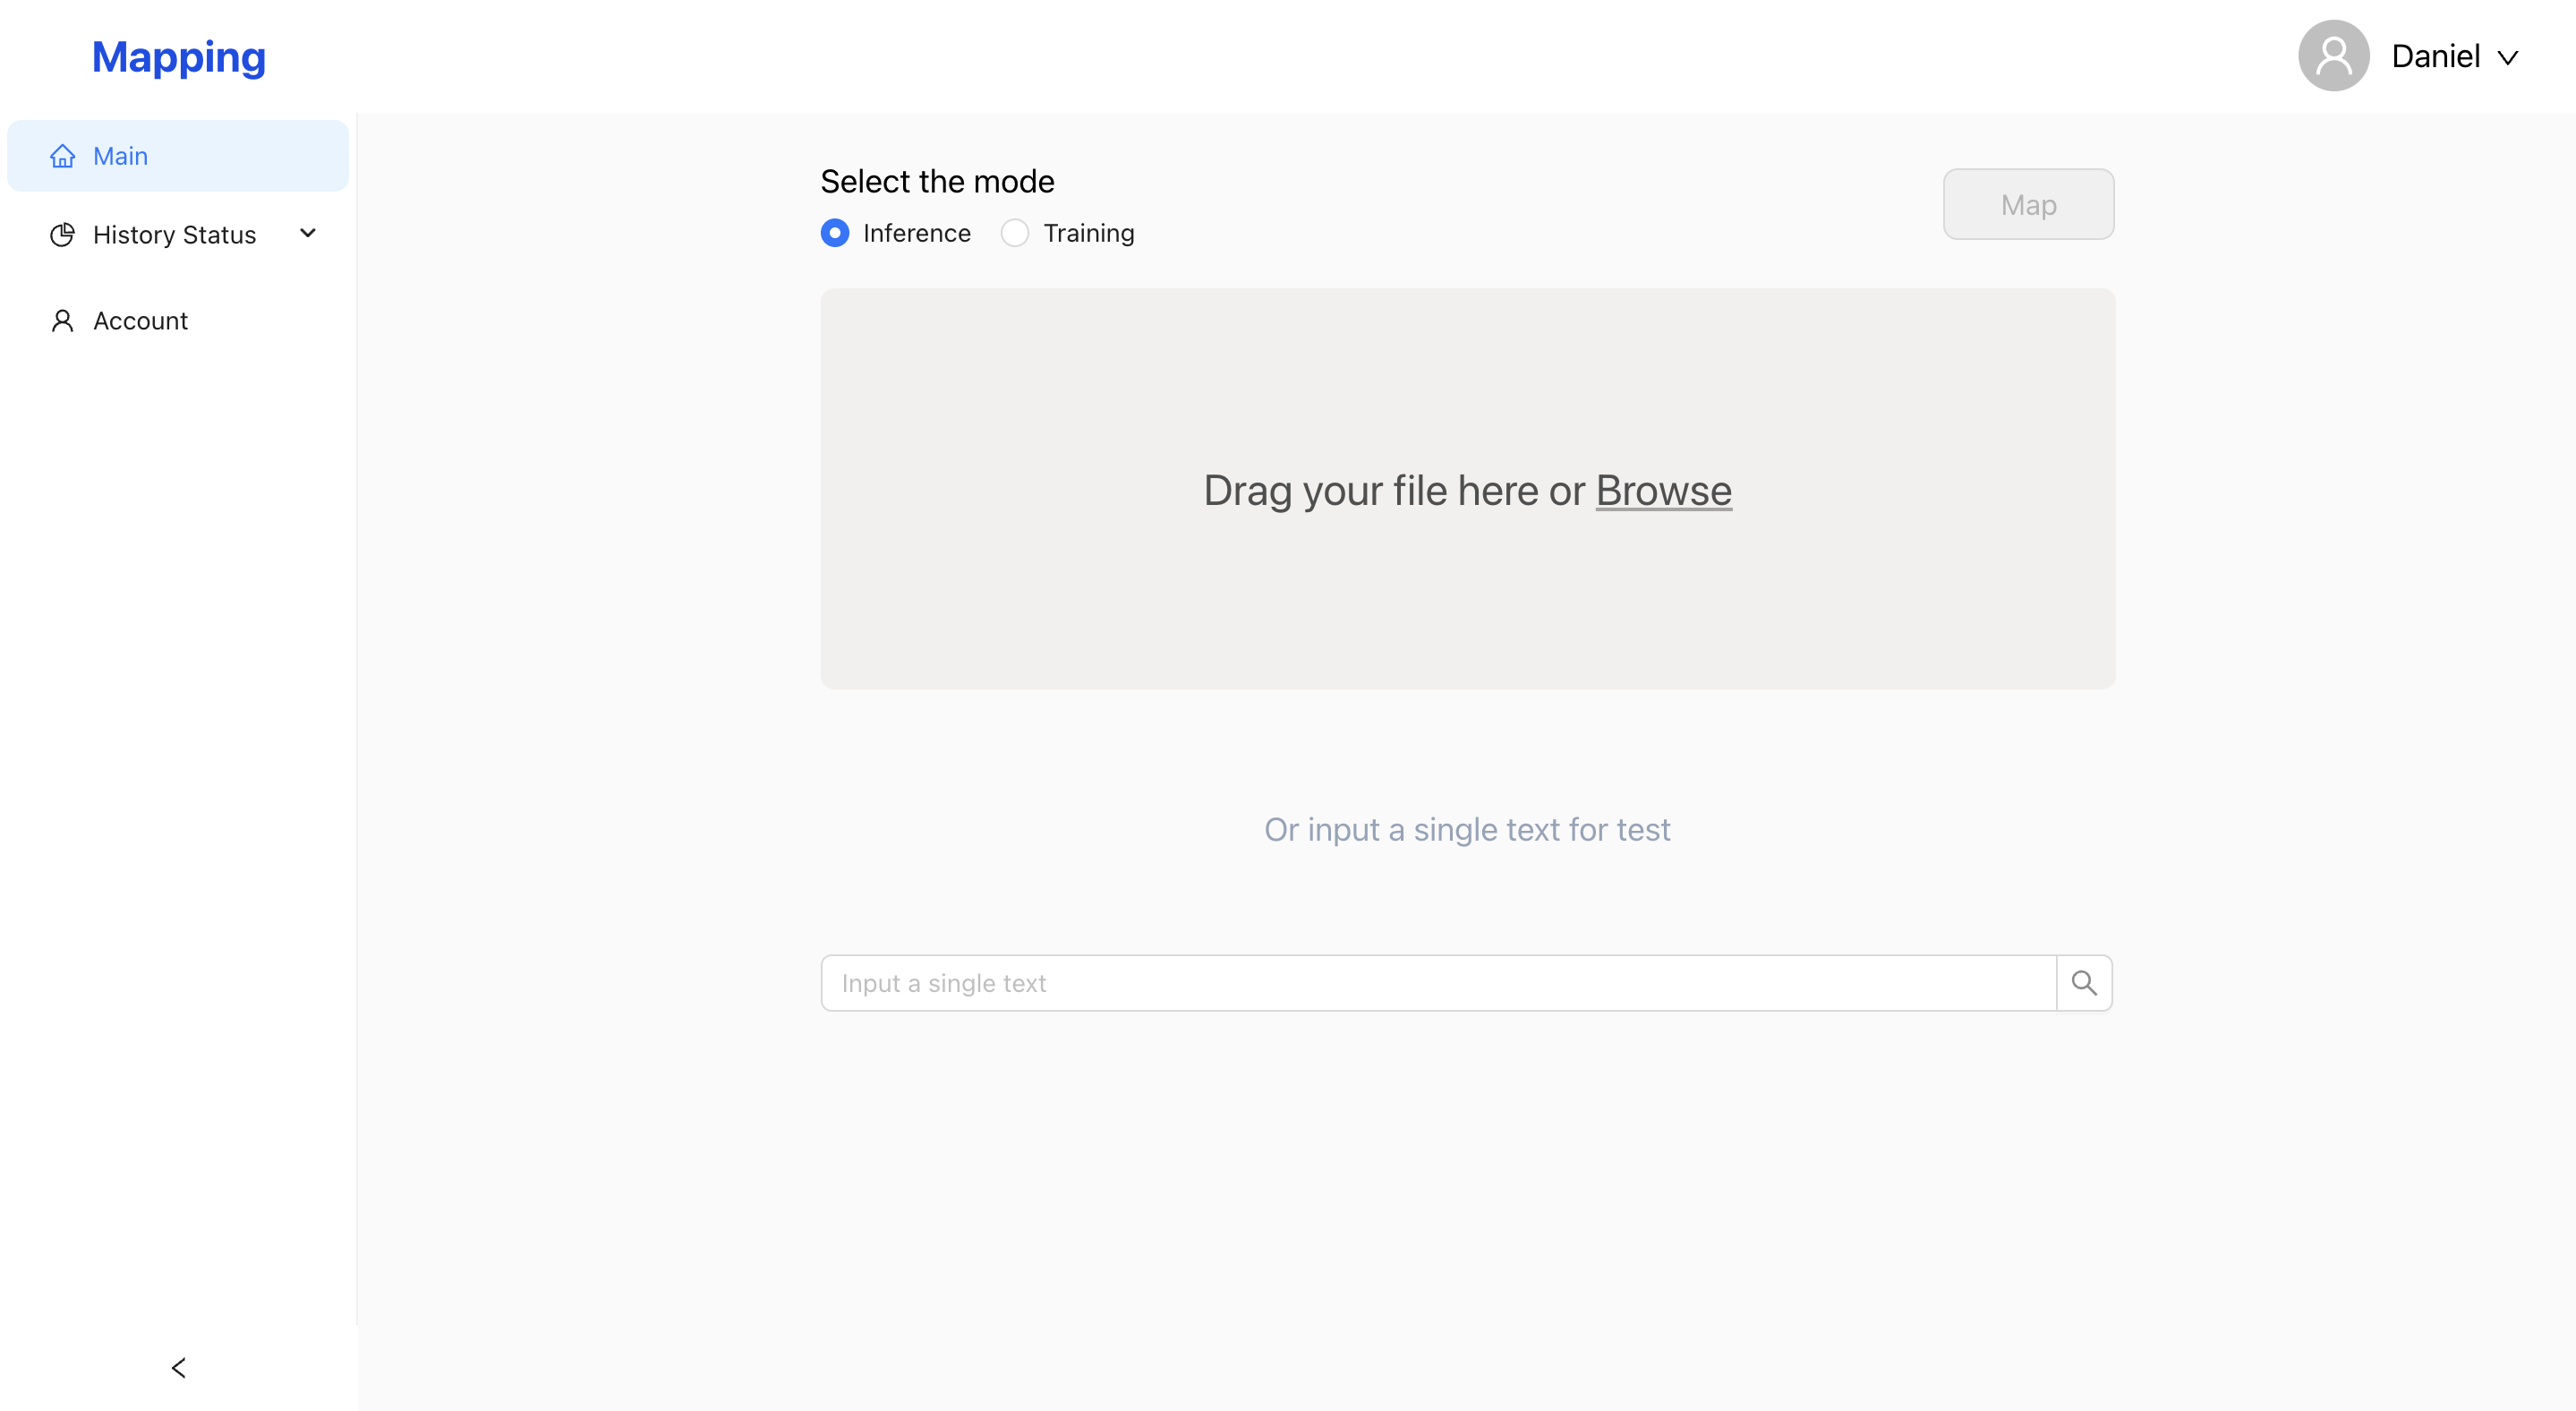 Mapping
Daniel
Main
History Status
Account
Select the mode
Inference Training
Map
Drag your file here or Browse
Or input a single text for test
Input a single text